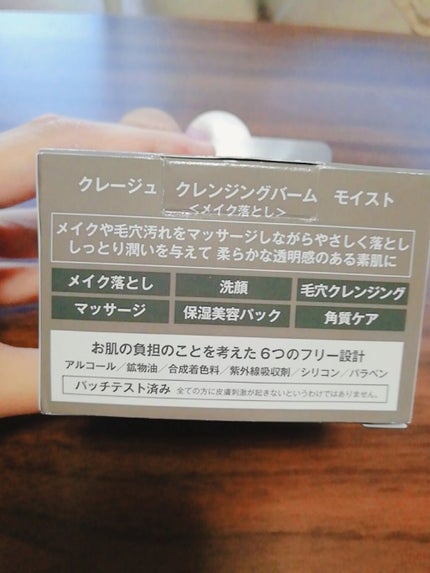 クレージュ クレンジングバーム モイスト
<メイク落とし>
メイクや毛穴汚れをマッサージしながらやさしく落とし
しっとり潤いを与えて 柔らかな透明感のある素肌に
メイク落とし 洗顔 毛穴クレンジング
マッサージ 保湿美容パック 角質ケア
お肌の負担のことを考えた6つのフリー設計
アルコール/鉱物油/合成着色料/紫外線吸収剤/シリコン/パラベン
パッチテスト済み 全ての方に皮膚刺激が起きないというわけではありません。